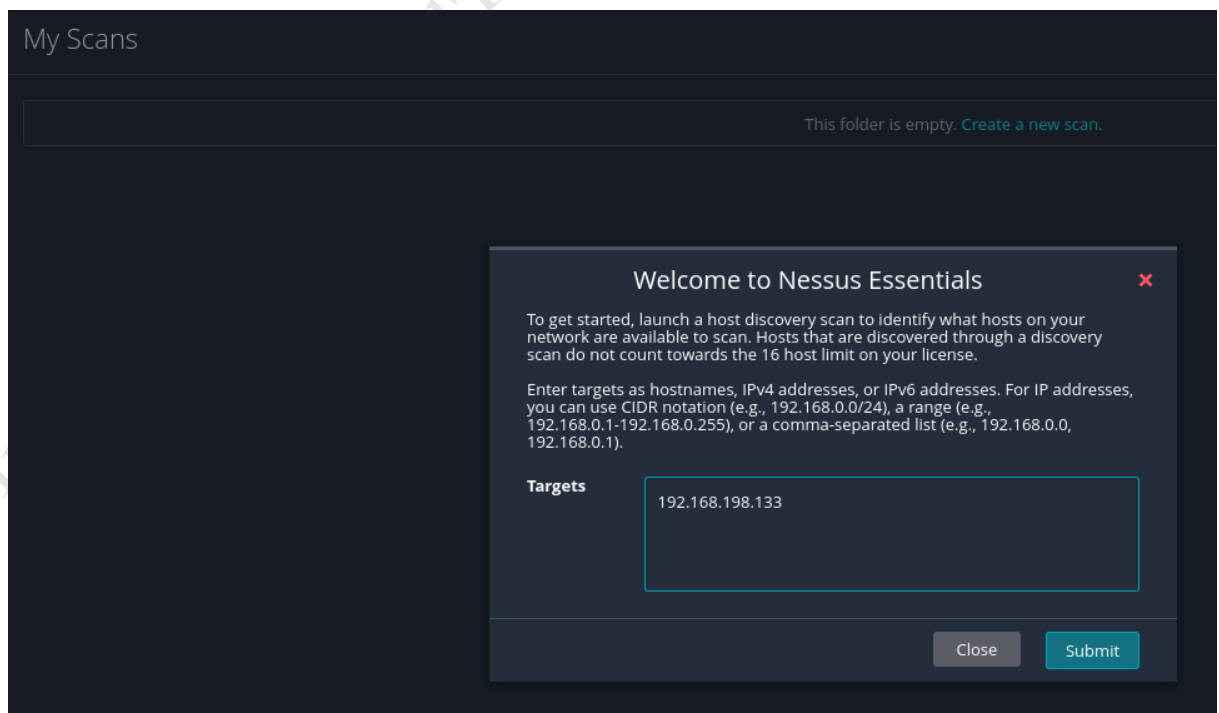 My Scans
This folder is empty. Create a new scan.
Welcome to Nessus Essentials
To get started, launch a host discovery scan to identify what hosts on your
network are available to scan. Hosts that are discovered through a discovery
scan do not count towards the 16 host limit on your license.
Enter targets as hostnames, IPv4 addresses, or IPv6 addresses. For IP addresses,
you can use CIDR notation (e.g., 192.168.0.0/24), a range (e.g.,
192.168.0.1-192.168.0.255), or a comma-separated list (e.g., 192.168.0.0,
192.168.0.1).
Targets
192.168.198.133
Close
Submit